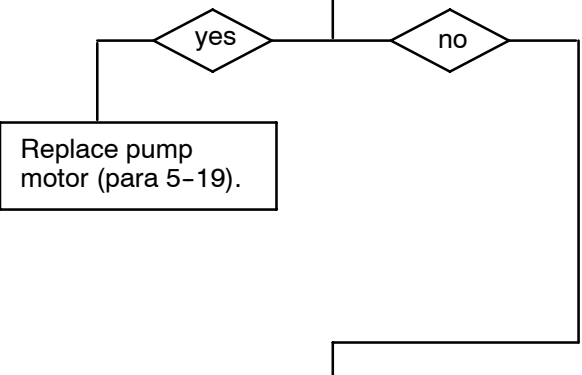 yes
no
Replace pump
motor (para 5-19).